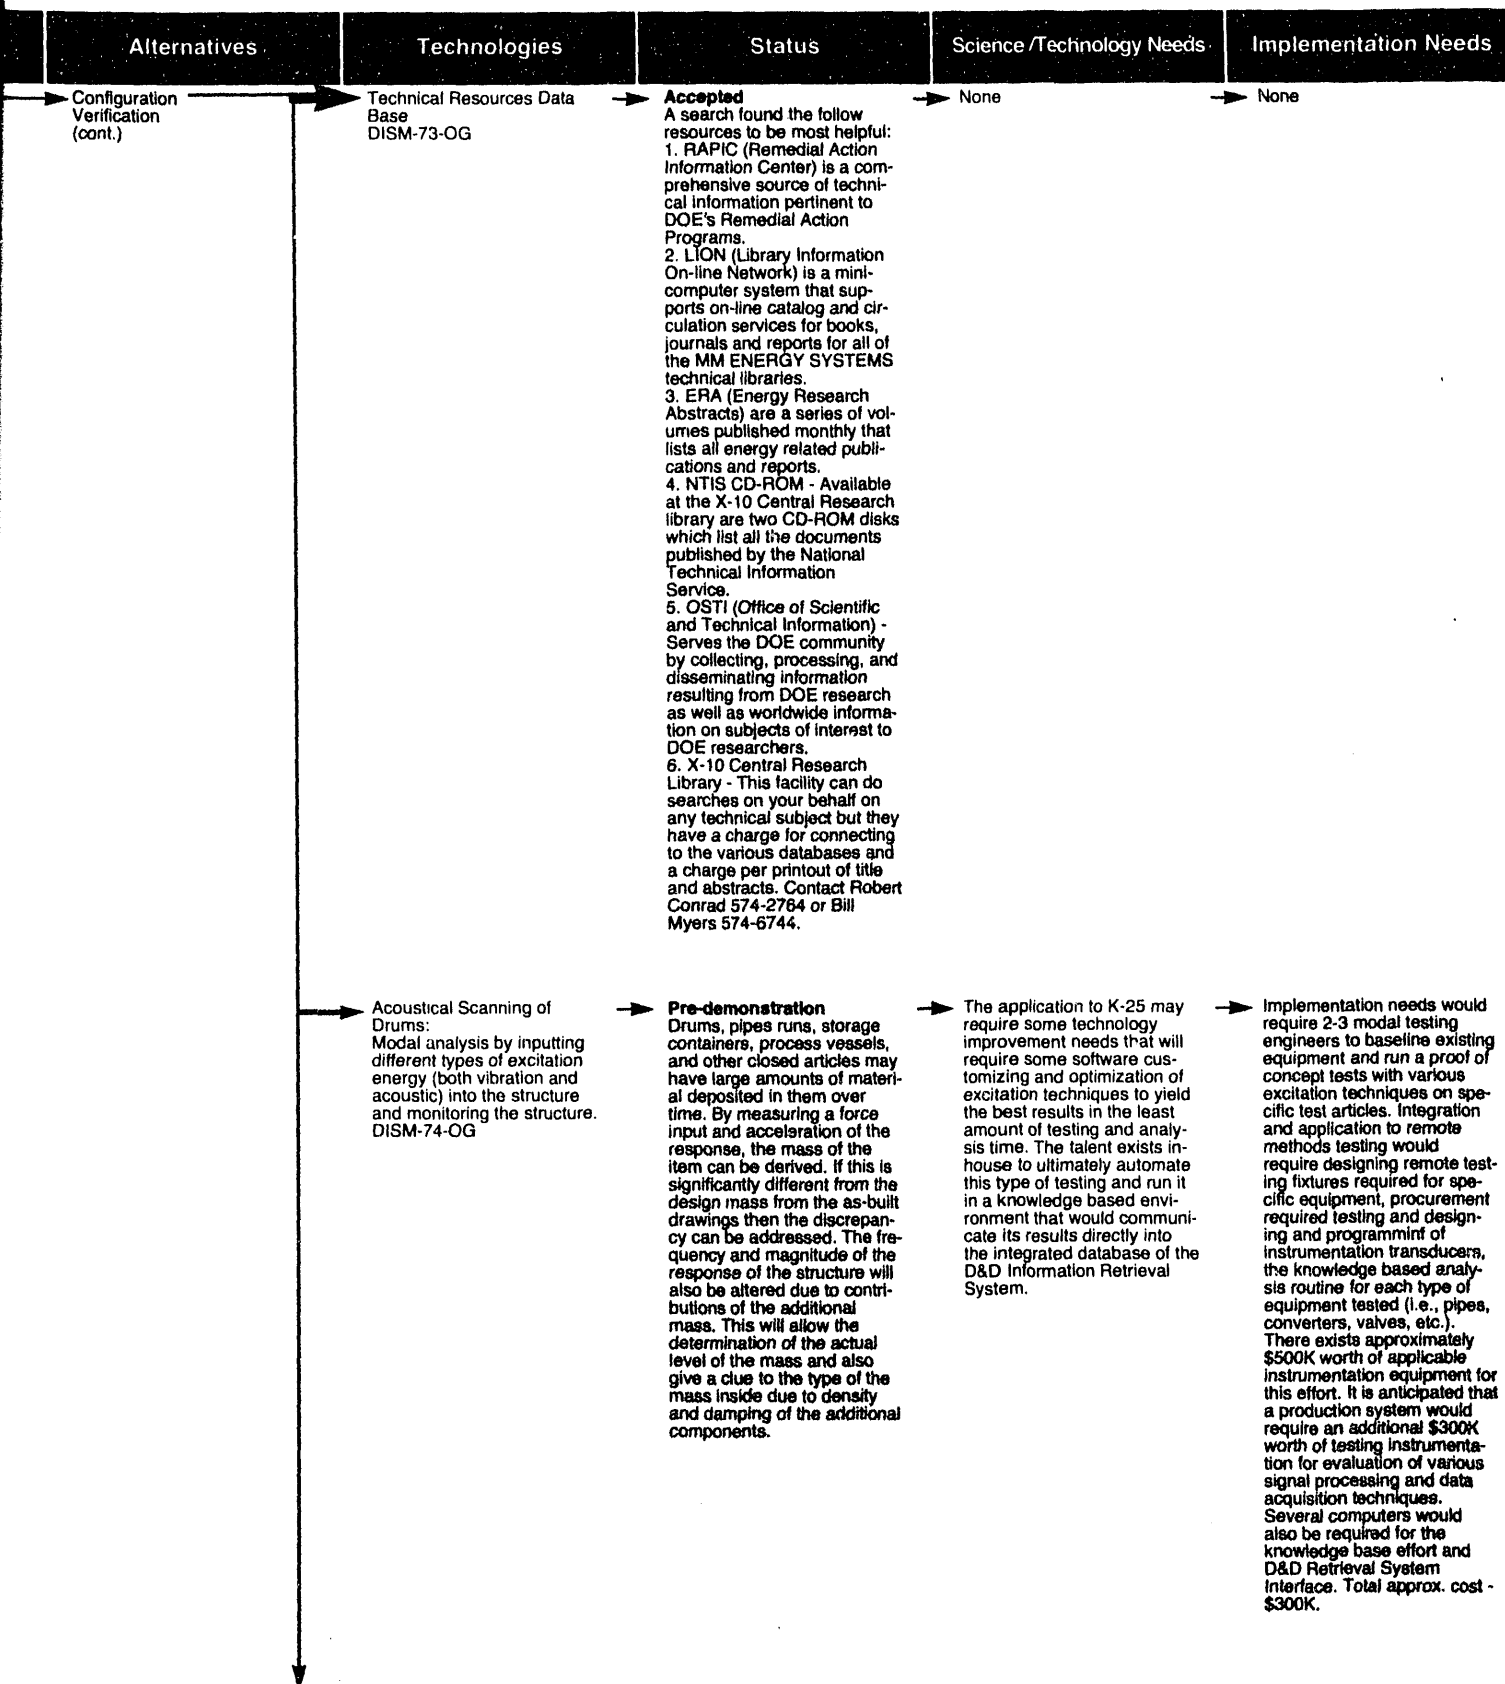 Alternatives
Technologies
Status
Science/Technology Needs
Implementation Needs
Configuration
Verification
(cont.)
Technical Resources Data
Base
DISM-73-OG
Accepted
A search found the follow
resources to be most helpful:
1. RAPIC (Remedial Action
Information Center) is a com-
prehensive source of techni-
cal information pertinent to
DOE's Remedial Action
Programs.
2. LION (Library Information
On-line Network) is a mini-
computer system that sup-
ports on-line catalog and cir-
culation services for books,
journals and reports for all of
the MM ENERGY SYSTEMS
technical libraries.
3. ERA (Energy Research
Abstracts) are a series of vol-
umes published monthly that
lists all energy related publi-
cations and reports.
4. NTIS CD-ROM - Available
at the X-10 Central Research
library are two CD-ROM disks
which list all the documents
published by the National
Technical Information
Service.
5. OSTI (Office of Scientific
and Technical Information) -
Serves the DOE community
by collecting, processing, and
disseminating information
resulting from DOE research
as well as worldwide informa-
tion on subjects of interest to
DOE researchers.
6. X-10 Central Research
Library - This facility can do
searches on your behalf on
any technical subject but they
have a charge for connecting
to the various databases and
a charge per printout of title
and abstracts. Contact Robert
Conrad 574-2764 or Bill
Myers 574-6744.
None
None
Acoustical Scanning of
Drums:
Modal analysis by inputting
different types of excitation
energy (both vibration and
acoustic) into the structure
and monitoring the structure.
DISM-74-OG
Pre-demonstration
Drums, pipes runs, storage
containers, process vessels,
and other closed articles may
have large amounts of materi-
al deposited in them over
time. By measuring a force
input and acceleration of the
response, the mass of the
item can be derived. If this is
significantly different from the
design mass from the as-built
drawings then the discrepan-
cy can be addressed. The fre-
quency and magnitude of the
response of the structure will
also be altered due to contri-
butions of the additional
mass. This will allow the
determination of the actual
level of the mass and also
give a clue to the type of the
mass inside due to density
and damping of the additional
components.
The application to K-25 may
require some technology
improvement needs that will
require some software cus-
tomizing and optimization of
excitation techniques to yield
the best results in the least
amount of testing and analy-
sis time. The talent exists in-
house to ultimately automate
this type of testing and run it
in a knowledge based envi-
ronment that would communi-
cate its results directly into
the integrated database of the
D&D Information Retrieval
System.
Implementation needs would
require 2-3 modal testing
engineers to baseline existing
equipment and run a proof of
concept tests with various
excitation techniques on spe-
cific test articles. Integration
and application to remote
methods testing would
require designing remote test-
ing fixtures required for spe-
cific equipment, procurement
required testing and design-
ing and programminf of
instrumentation transducers,
the knowledge based analy-
sis routine for each type of
equipment tested (i.e., pipes,
converters, valves, etc.).
There exists approximately
$500K worth of applicable
instrumentation equipment for
this effort. It is anticipated that
a production system would
require an additional $300K
worth of testing instrumenta-
tion for evaluation of various
signal processing and data
acquisition techniques.
Several computers would
also be required for the
knowledge base effort and
D&D Retrieval System
Interface. Total approx. cost -
$300K.